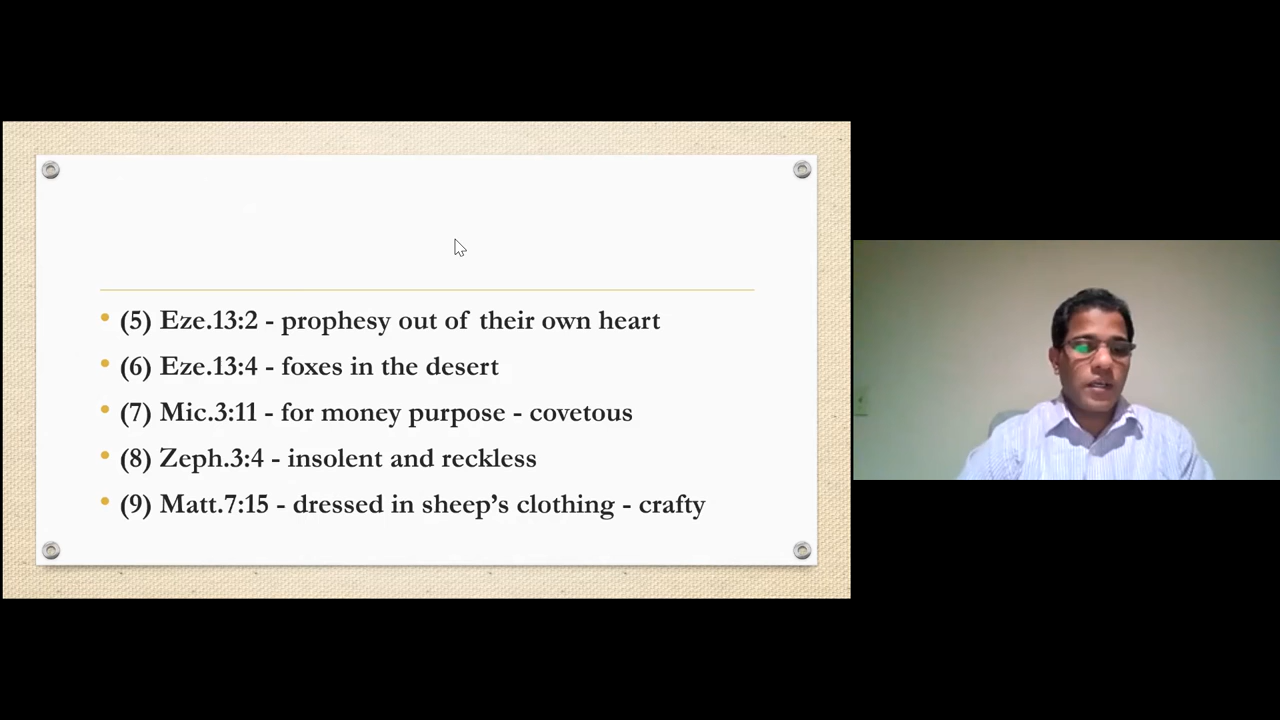 • (5) Eze.13:2 - prophesy out of their own heart
• (6) Eze.13:4 - foxes in the desert
• (7) Mic.3:11 - for money purpose - covetous
• (8) Zeph.3:4 - insolent and reckless
• (9) Matt.7:15 - dressed in sheep’s clothing - crafty